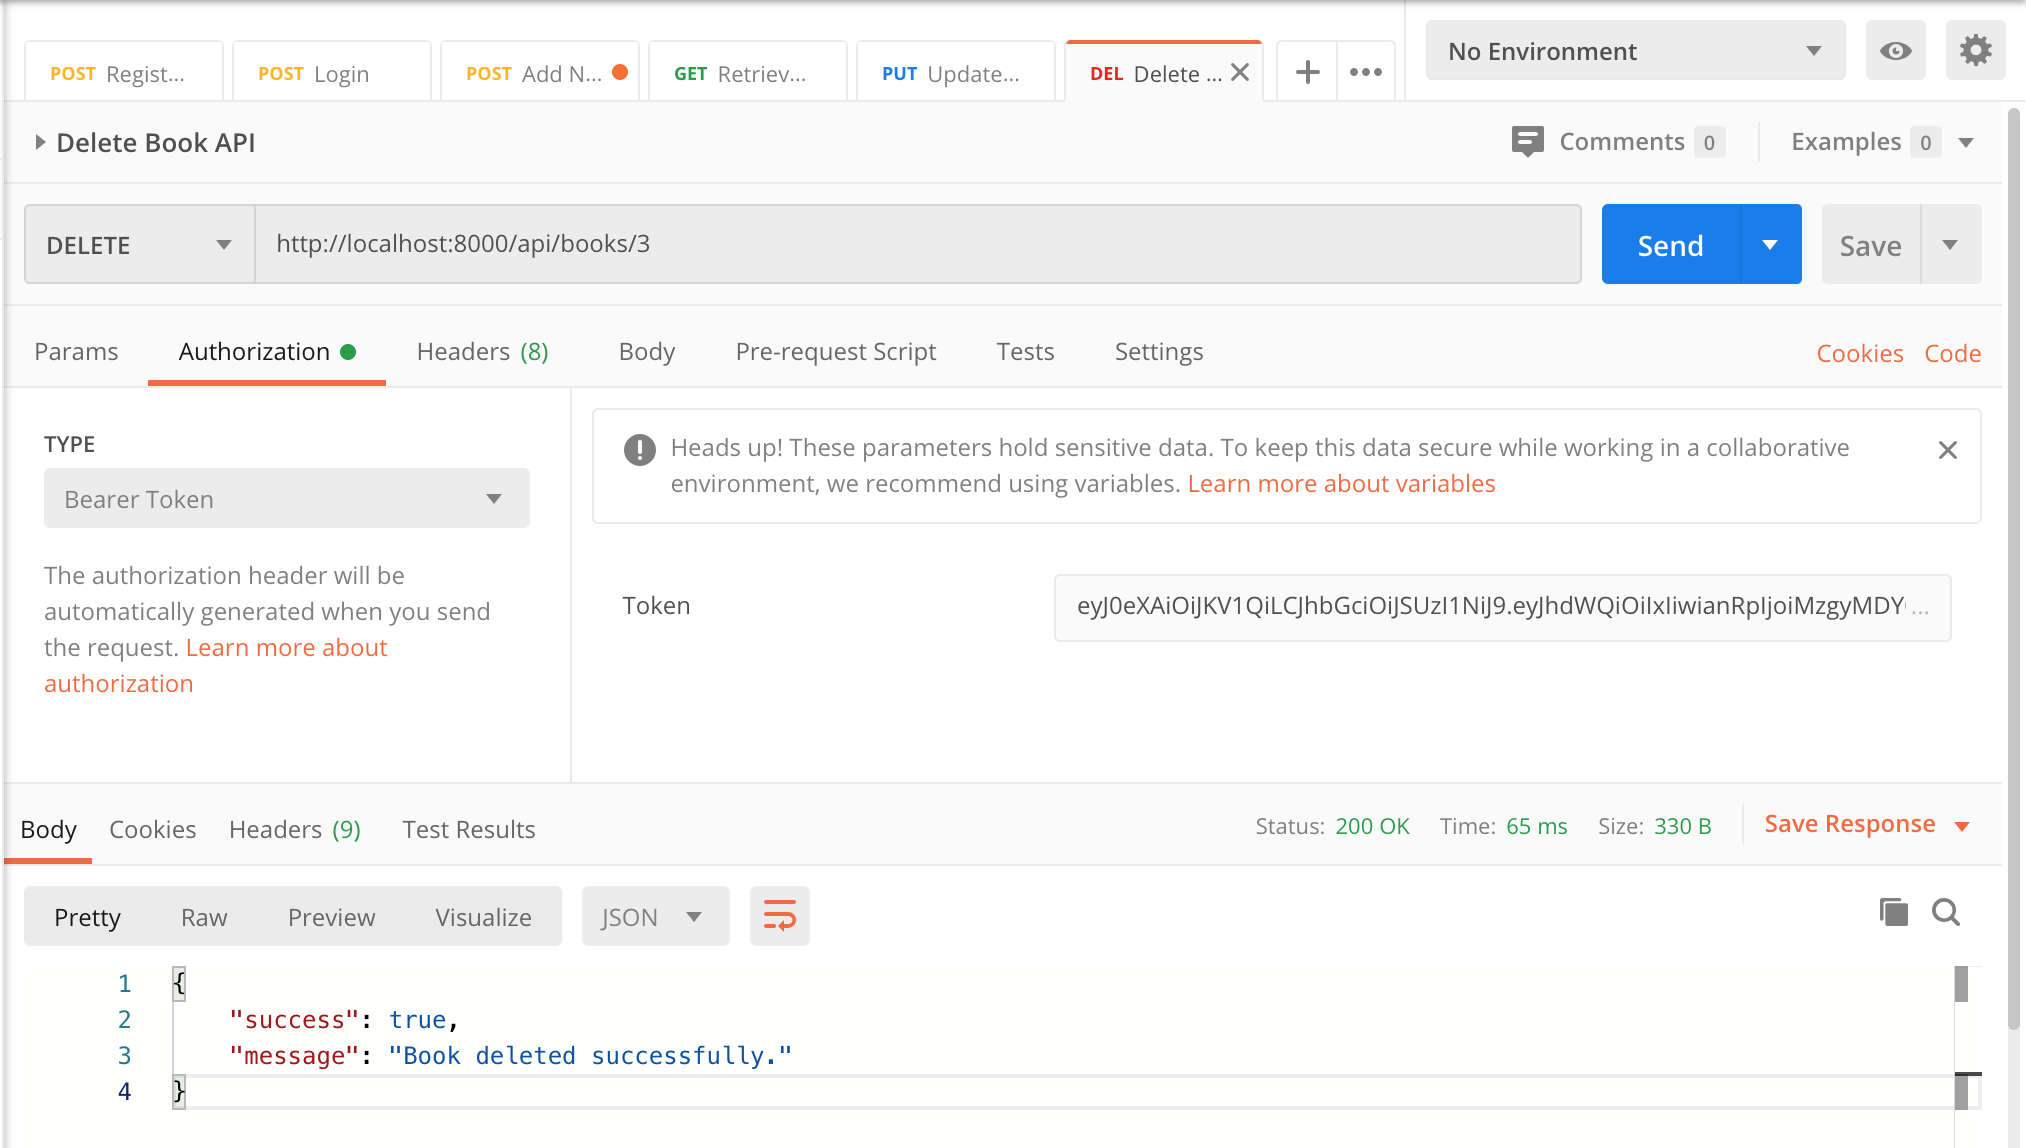 POST Regist...
POST Login
POST Add N...
GET Retriev...
PUT Update...
DEL Delete ...
No Environment
Delete Book API
Comments 0
Examples 0
DELETE
http://localhost:8000/api/books/3
Send
Save
Params
Authorization
Headers (8)
Body
Pre-request Script
Tests
Settings
Cookies
Code
TYPE
Bearer Token
The authorization header will be
automatically generated when you send
the request. Learn more about
authorization
Heads up! These parameters hold sensitive data. To keep this data secure while working in a collaborative
environment, we recommend using variables. Learn more about variables
Token
eyJ0eXAiOiJKV1QiLCJhbGciOiJSUzI1NiJ9.eyJhdWQiOiIxIiwianRpIjoiMzgyMDY...
Body
Cookies
Headers (9)
Test Results
Status: 200 OK
Time: 65 ms
Size: 330 B
Save Response
Pretty
Raw
Preview
Visualize
JSON
1 {
2 "success": true,
3 "message": "Book deleted successfully."
4 }